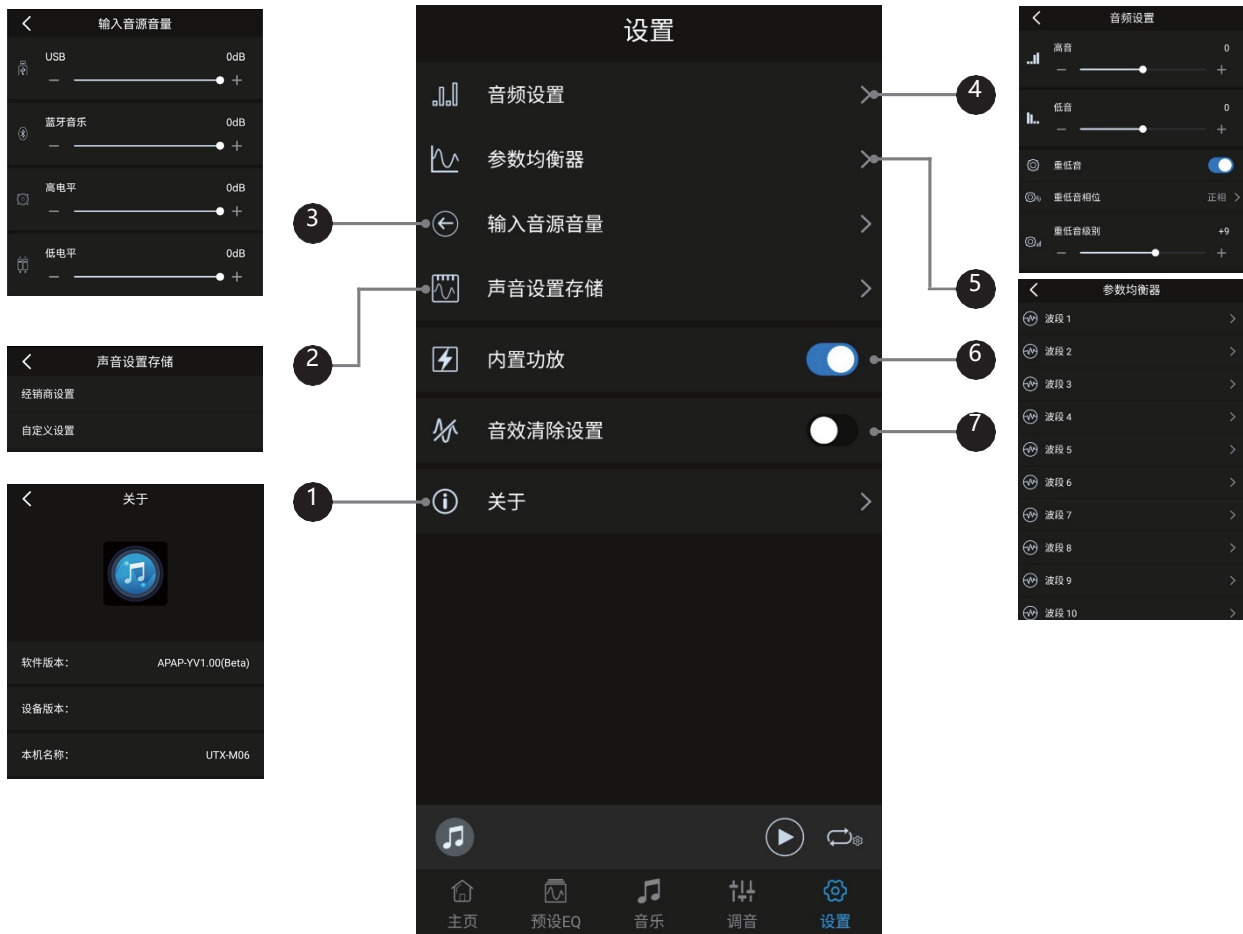 输入音源音量
USB 0dB
蓝牙音乐 0dB
高电平 0dB
低电平 0dB
声音设置存储
经销商设置
自定义设置
关于
软件版本： APAP-YV1.00(Beta)
设备版本：
本机名称： UTX-M06
3
2
1
设置
音频设置
参数均衡器
输入音源音量
声音设置存储
内置功放
音效清除设置
关于
主页 预设EQ 音乐 调音 设置
4
5
6
7
音频设置
高音 0
低音 0
重低音
重低音相位 正相
重低音级别 +9
参数均衡器
波段 1
波段 2
波段 3
波段 4
波段 5
波段 6
波段 7
波段 8
波段 9
波段 10